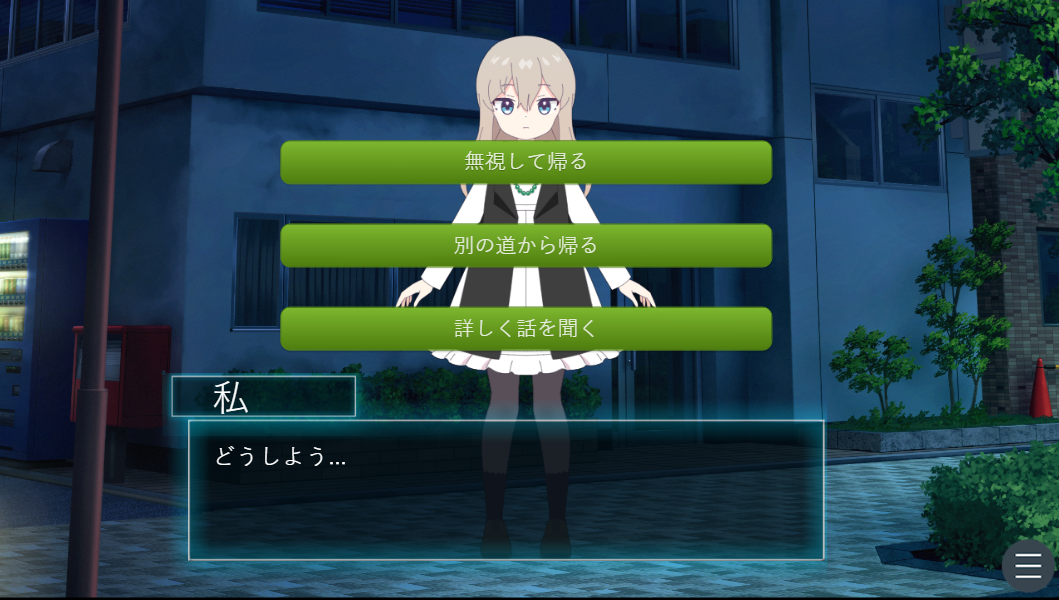 無視して帰る
別の道から帰る
詳しく話を聞く
私
どうしよう...